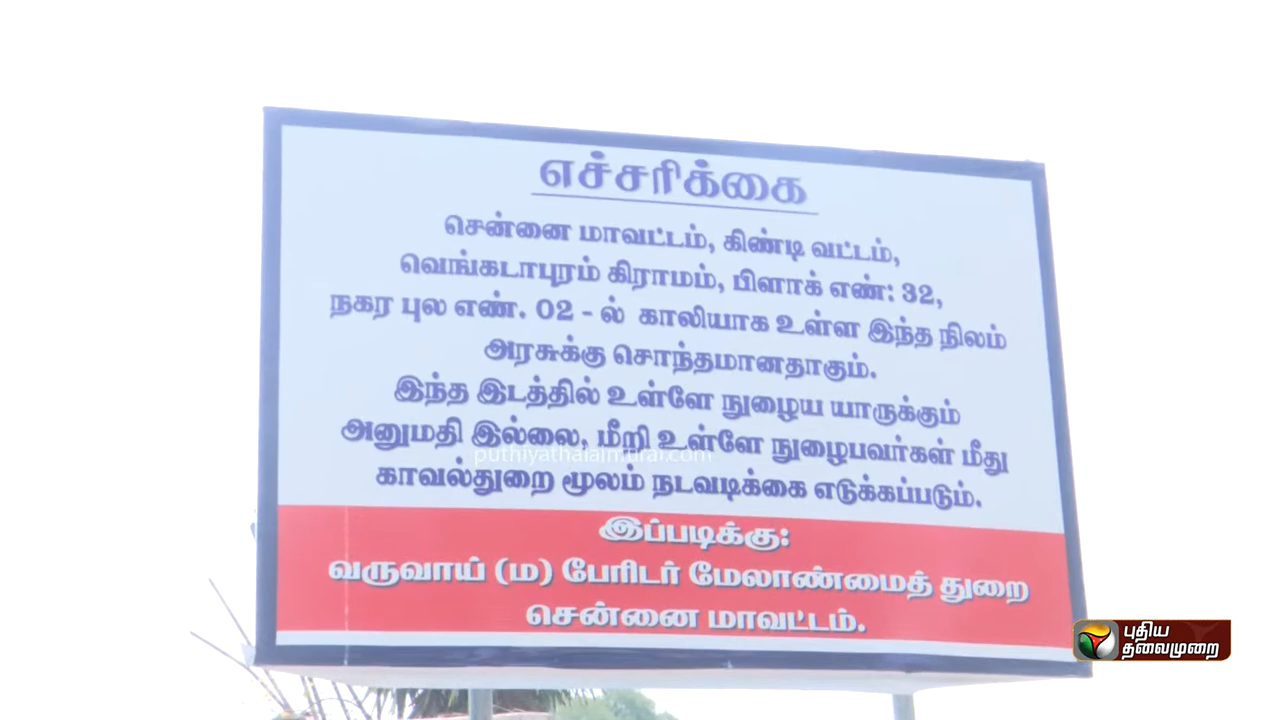 எச்சரிக்கை
சென்னை மாவட்டம், கிண்டி வட்டம்,
வெங்கடாபுரம் கிராமம், பிளாக் எண்: 32,
நகர புல எண். 02 - ல் காலியாக உள்ள இந்த நிலம்
அரசுக்கு சொந்தமானதாகும்.
இந்த இடத்தில் உள்ளே நுழைய யாருக்கும்
அனுமதி இல்லை, மீறி உள்ளே நுழைபவர்கள் மீது
puthiyathalaimurai.com
காவல்துறை மூலம் நடவடிக்கை எடுக்கப்படும்.
இப்படிக்கு:
வருவாய் (ம) பேரிடர் மேலாண்மைத் துறை
சென்னை மாவட்டம்.
புதிய
தலைமுறை